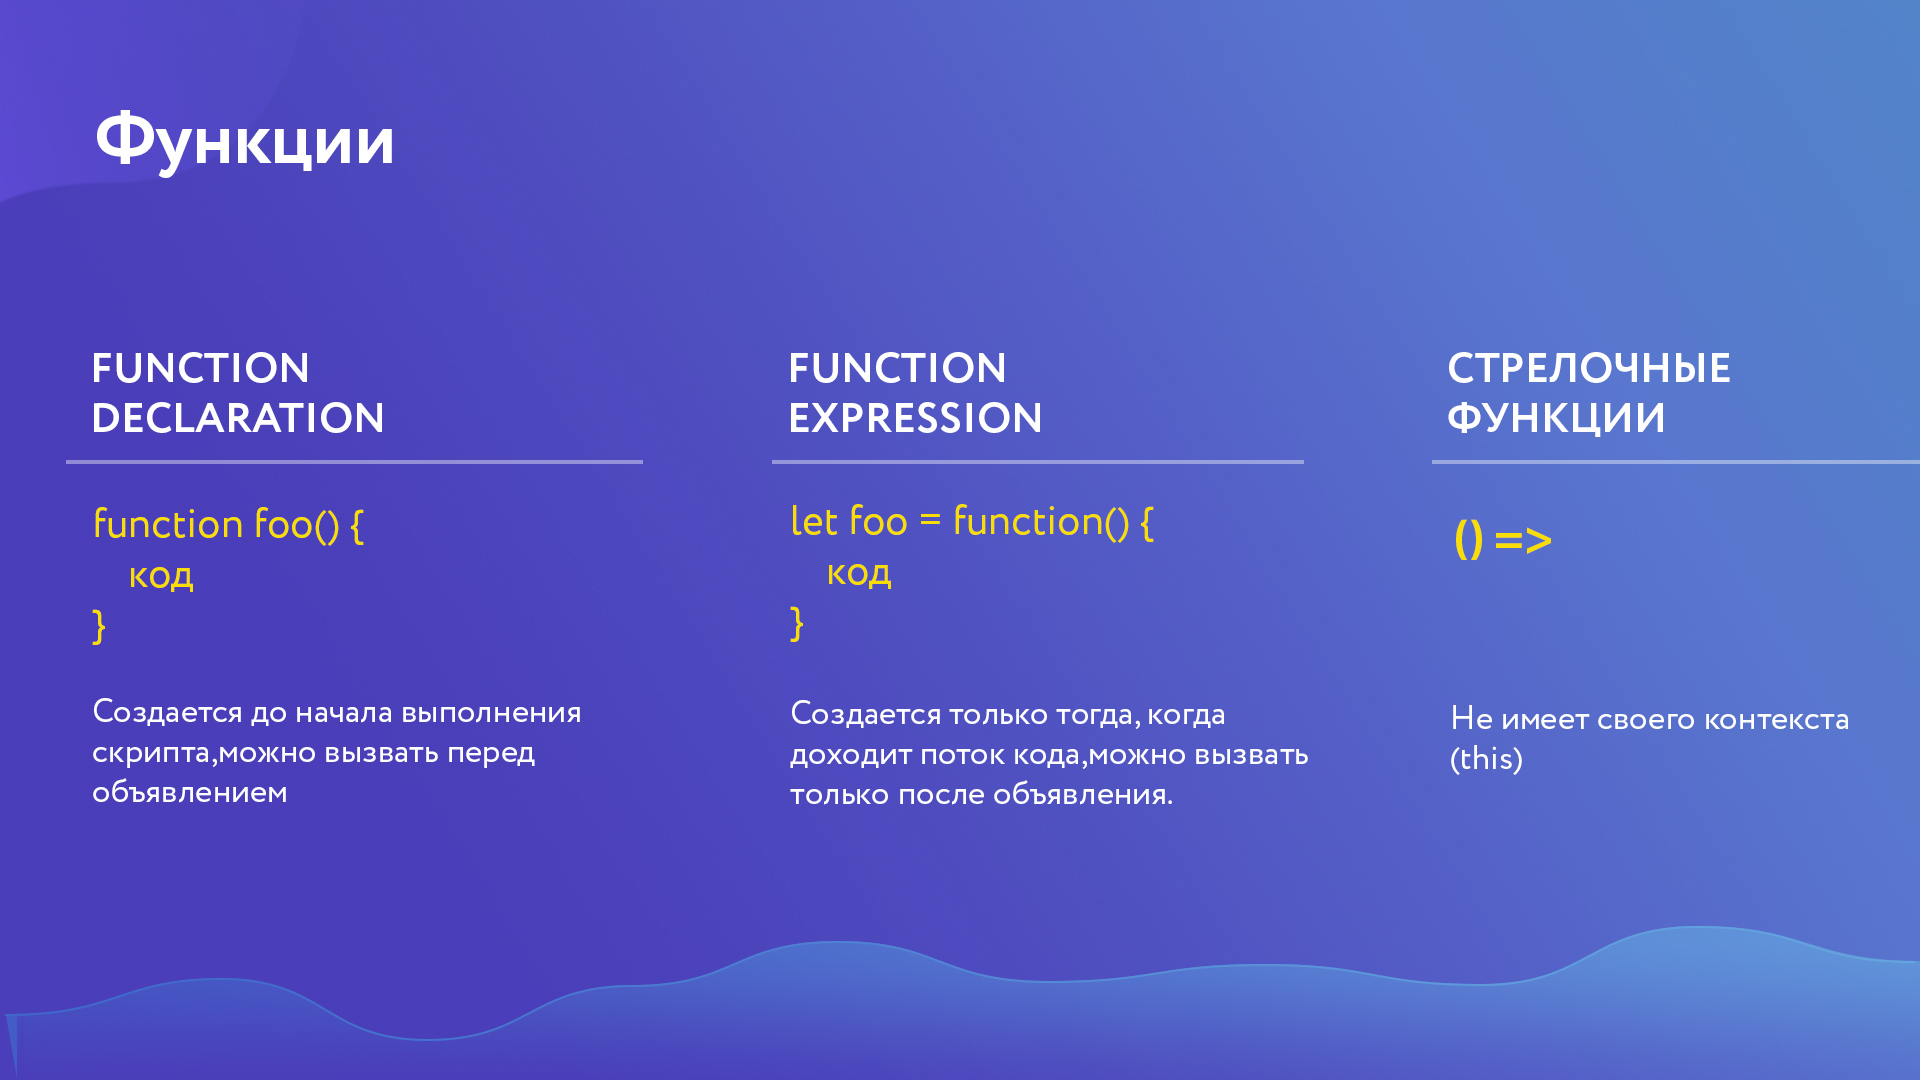 Функции
FUNCTION
DECLARATION
function foo() {
код
}
Создается до начала выполнения
скрипта,можно вызвать перед
объявлением
FUNCTION
EXPRESSION
let foo = function() {
код
}
Создается только тогда, когда
доходит поток кода,можно вызвать
только после объявления.
СТРЕЛОЧНЫЕ
ФУНКЦИИ
() =>
Не имеет своего контекста
(this)